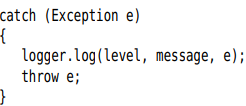 catch (Exception e)
{
   logger.log(level, message, e);
   throw e;
}